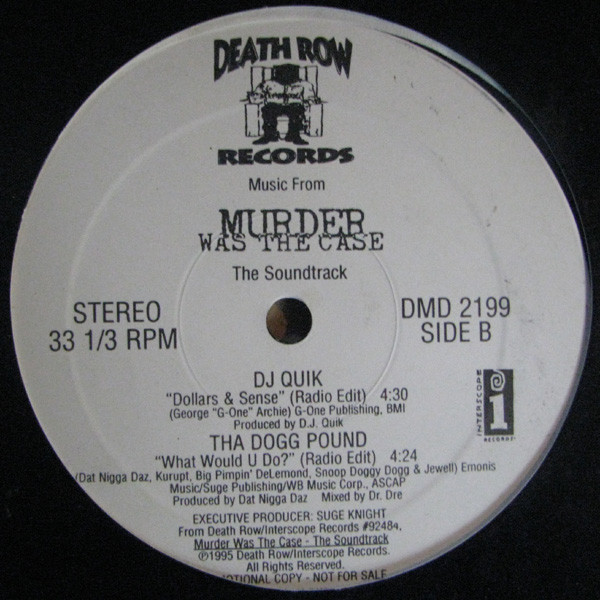 DEATH ROW
RECORDS
Music From
MURDER
WAS THE CASE
The Soundtrack
STEREO
33 1/3 RPM
DMD 2199
SIDE B
DJ QUIK
"Dollars & Sense" (Radio Edit) 4:30
(George "G-One" Archie) G-One Publishing, BMI
Produced by D.J. Quik
THA DOGG POUND
"What Would U Do?" (Radio Edit) 4:24
/Dat Nigga Daz, Kurupt, Big Pimpin' DeLemond, Snoop Doggy Dogg & Jewell) Emonis
Music/Suge Publishing/WB Music Corp., ASCAP
Produced by Dat Nigga Daz Mixed by Dr. Dre
EXECUTIVE PRODUCER: SUGE KNIGHT
From Death Row/Interscope Records #92484,
Murder Was The Case - The Soundtrack
℗1995 Death Row/Interscope Records.
All Rights Reserved.
OTIONAL COPY - NOT FOR SALE
INTERSCOPE
RECORDS